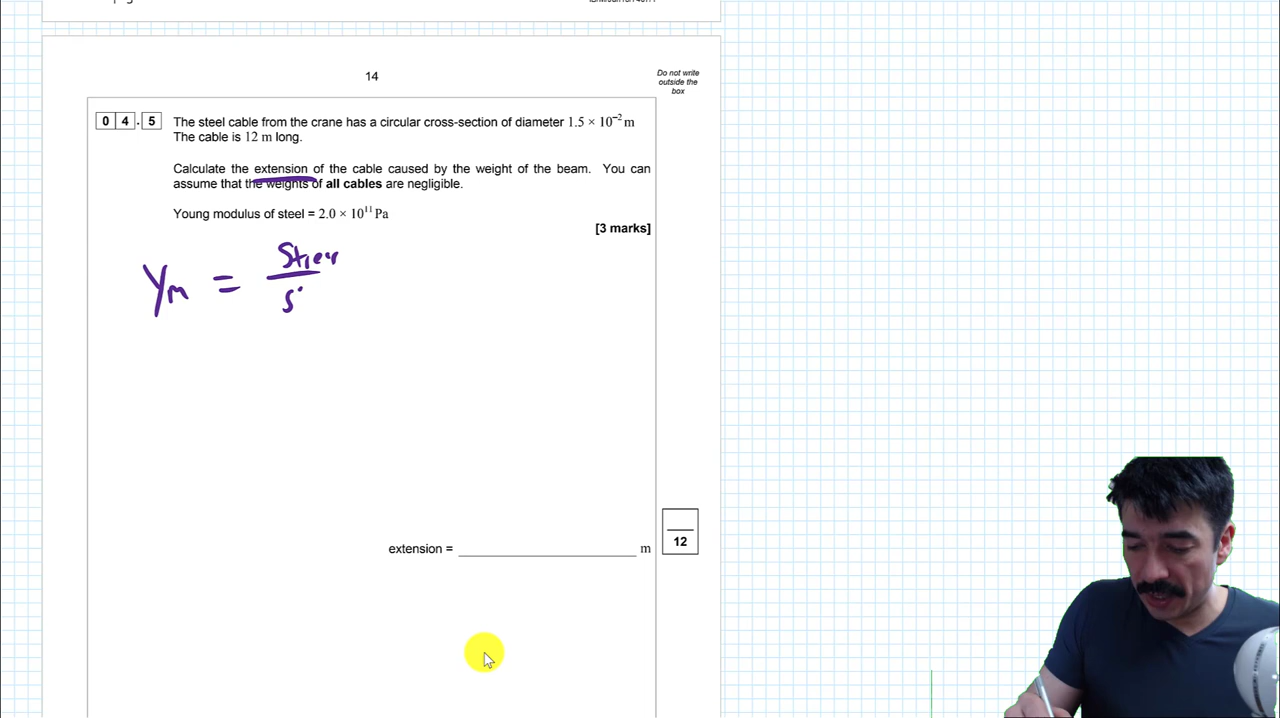 14
Do not write
outside the
box
0 4 . 5 The steel cable from the crane has a circular cross-section of diameter 1.5 × 10⁻² m
The cable is 12 m long.
Calculate the extension of the cable caused by the weight of the beam. You can
assume that the weights of all cables are negligible.
Young modulus of steel = 2.0 × 10¹¹ Pa
[3 marks]
Ym = Stress
S
extension = ____ m
12